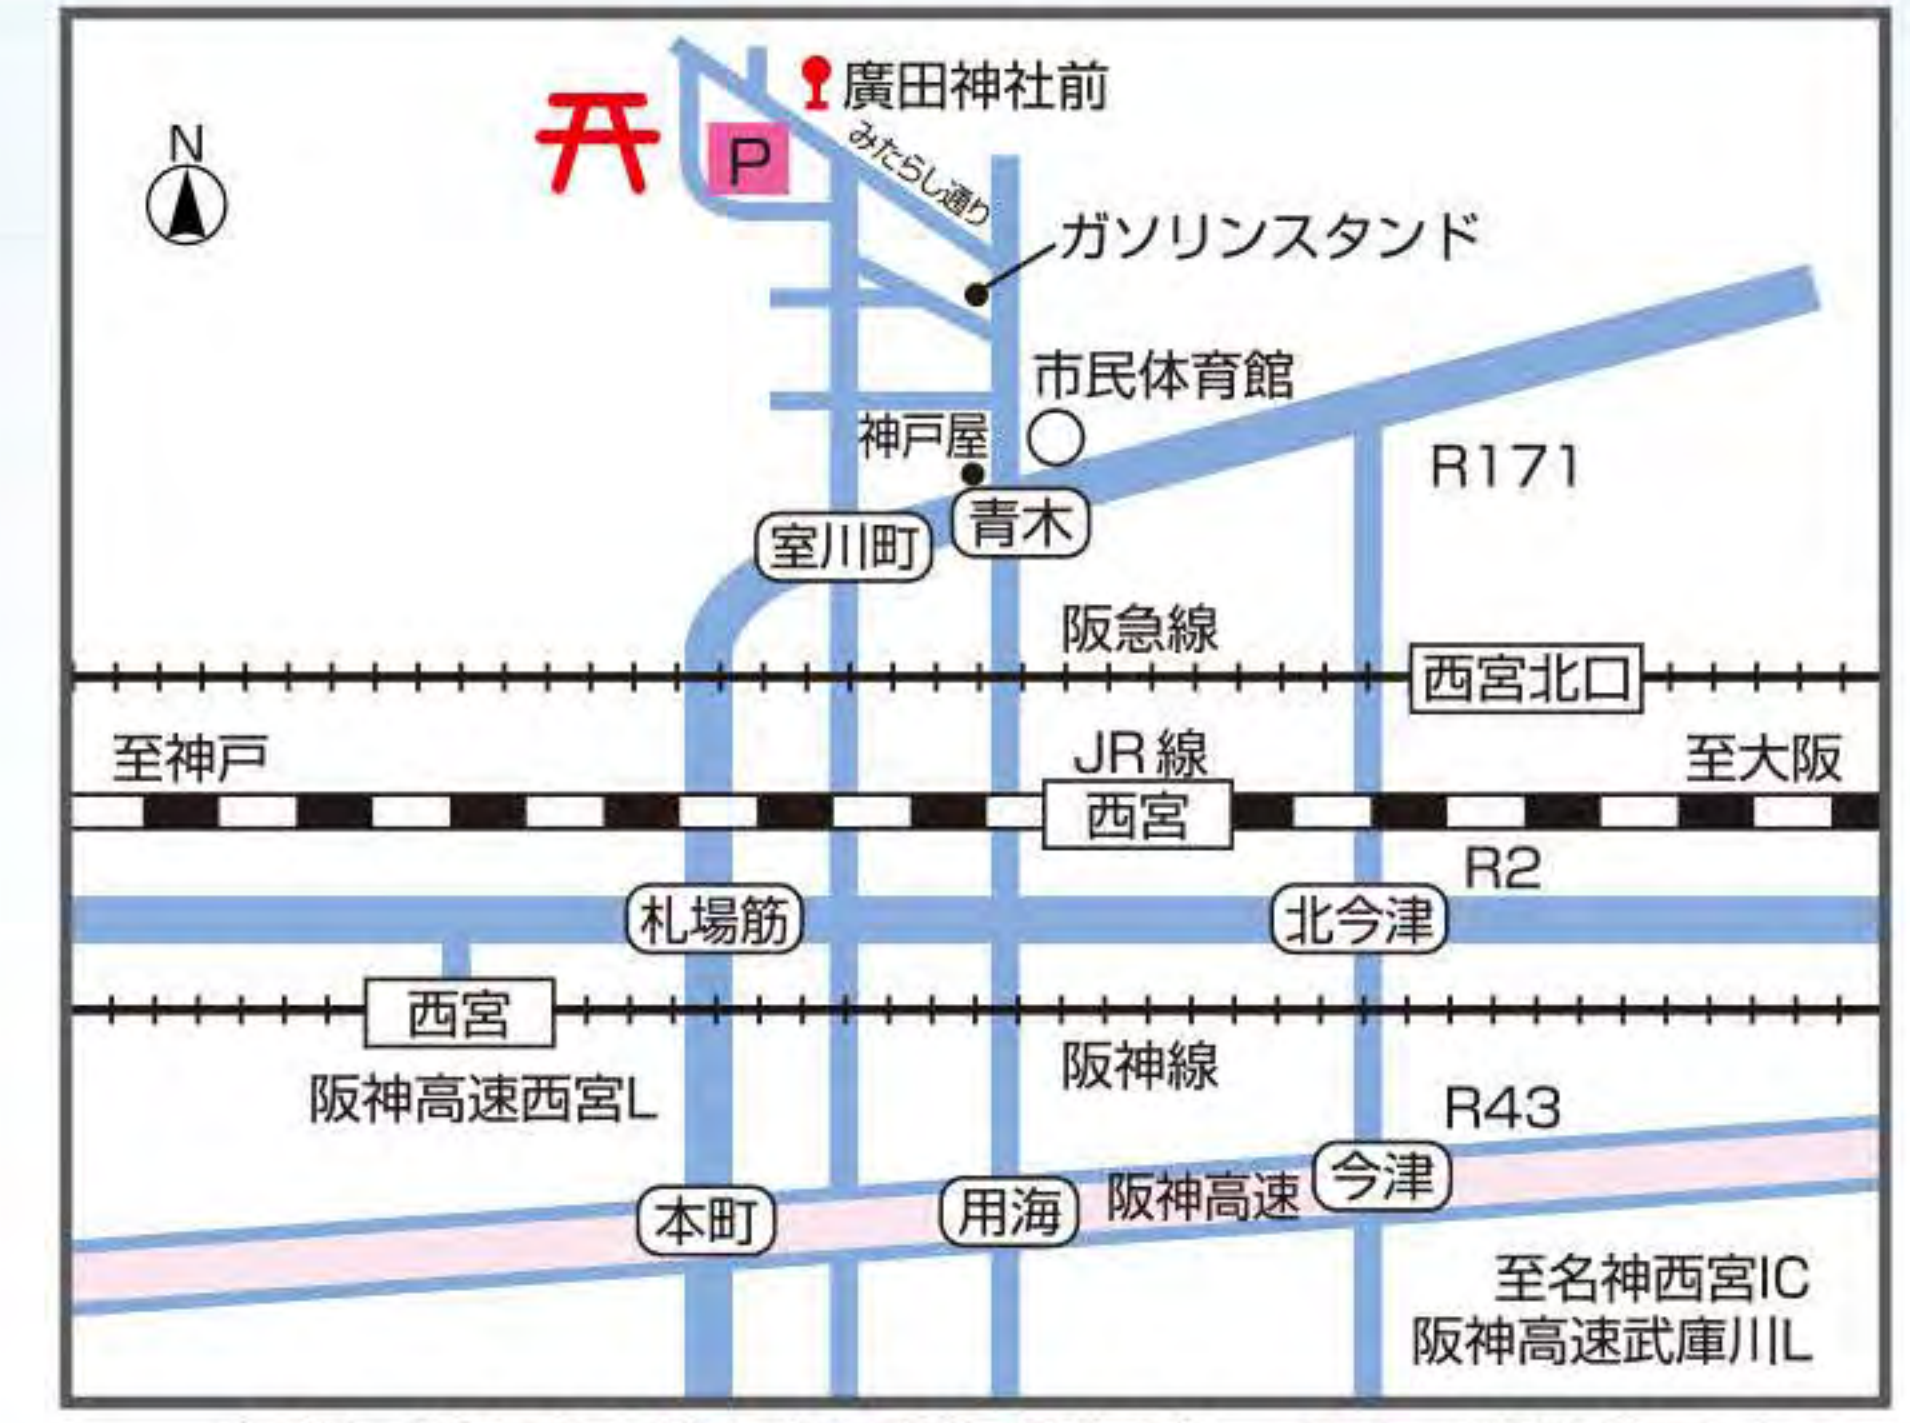 廣田神社前
N
P
みたらし通り
ガソリンスタンド
市民体育館
神戸屋
R171
青木
室川町
阪急線
西宮北口
至神戸
JR線
至大阪
西宮
R2
札場筋
北今津
西宮
阪神線
阪神高速西宮L
R43
今津
阪神高速
本町
用海
至名神西宮IC
阪神高速武庫川L